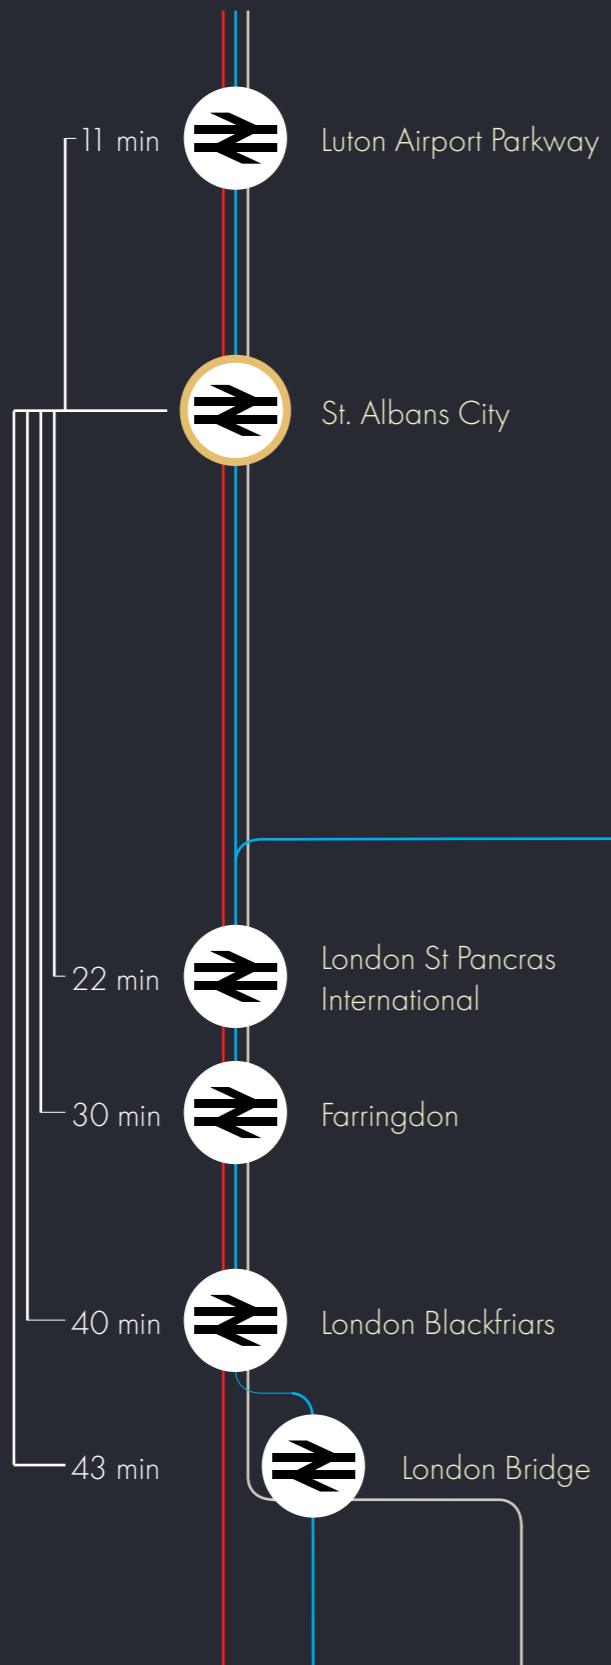 11 min
Luton Airport Parkway
St. Albans City
22 min
London St Pancras
International
30 min
Farringdon
40 min
London Blackfriars
43 min
London Bridge